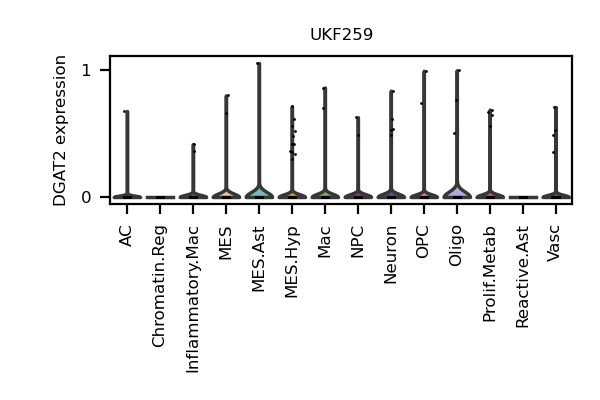 UKF259
DGAT2 expression
1
0
AC
Chromatin.Reg
Inflammatory.Mac
MES
MES.Ast
MES.Hyp
Mac
NPC
Neuron
OPC
Oligo
Prolif.Metab
Reactive.Ast
Vasc